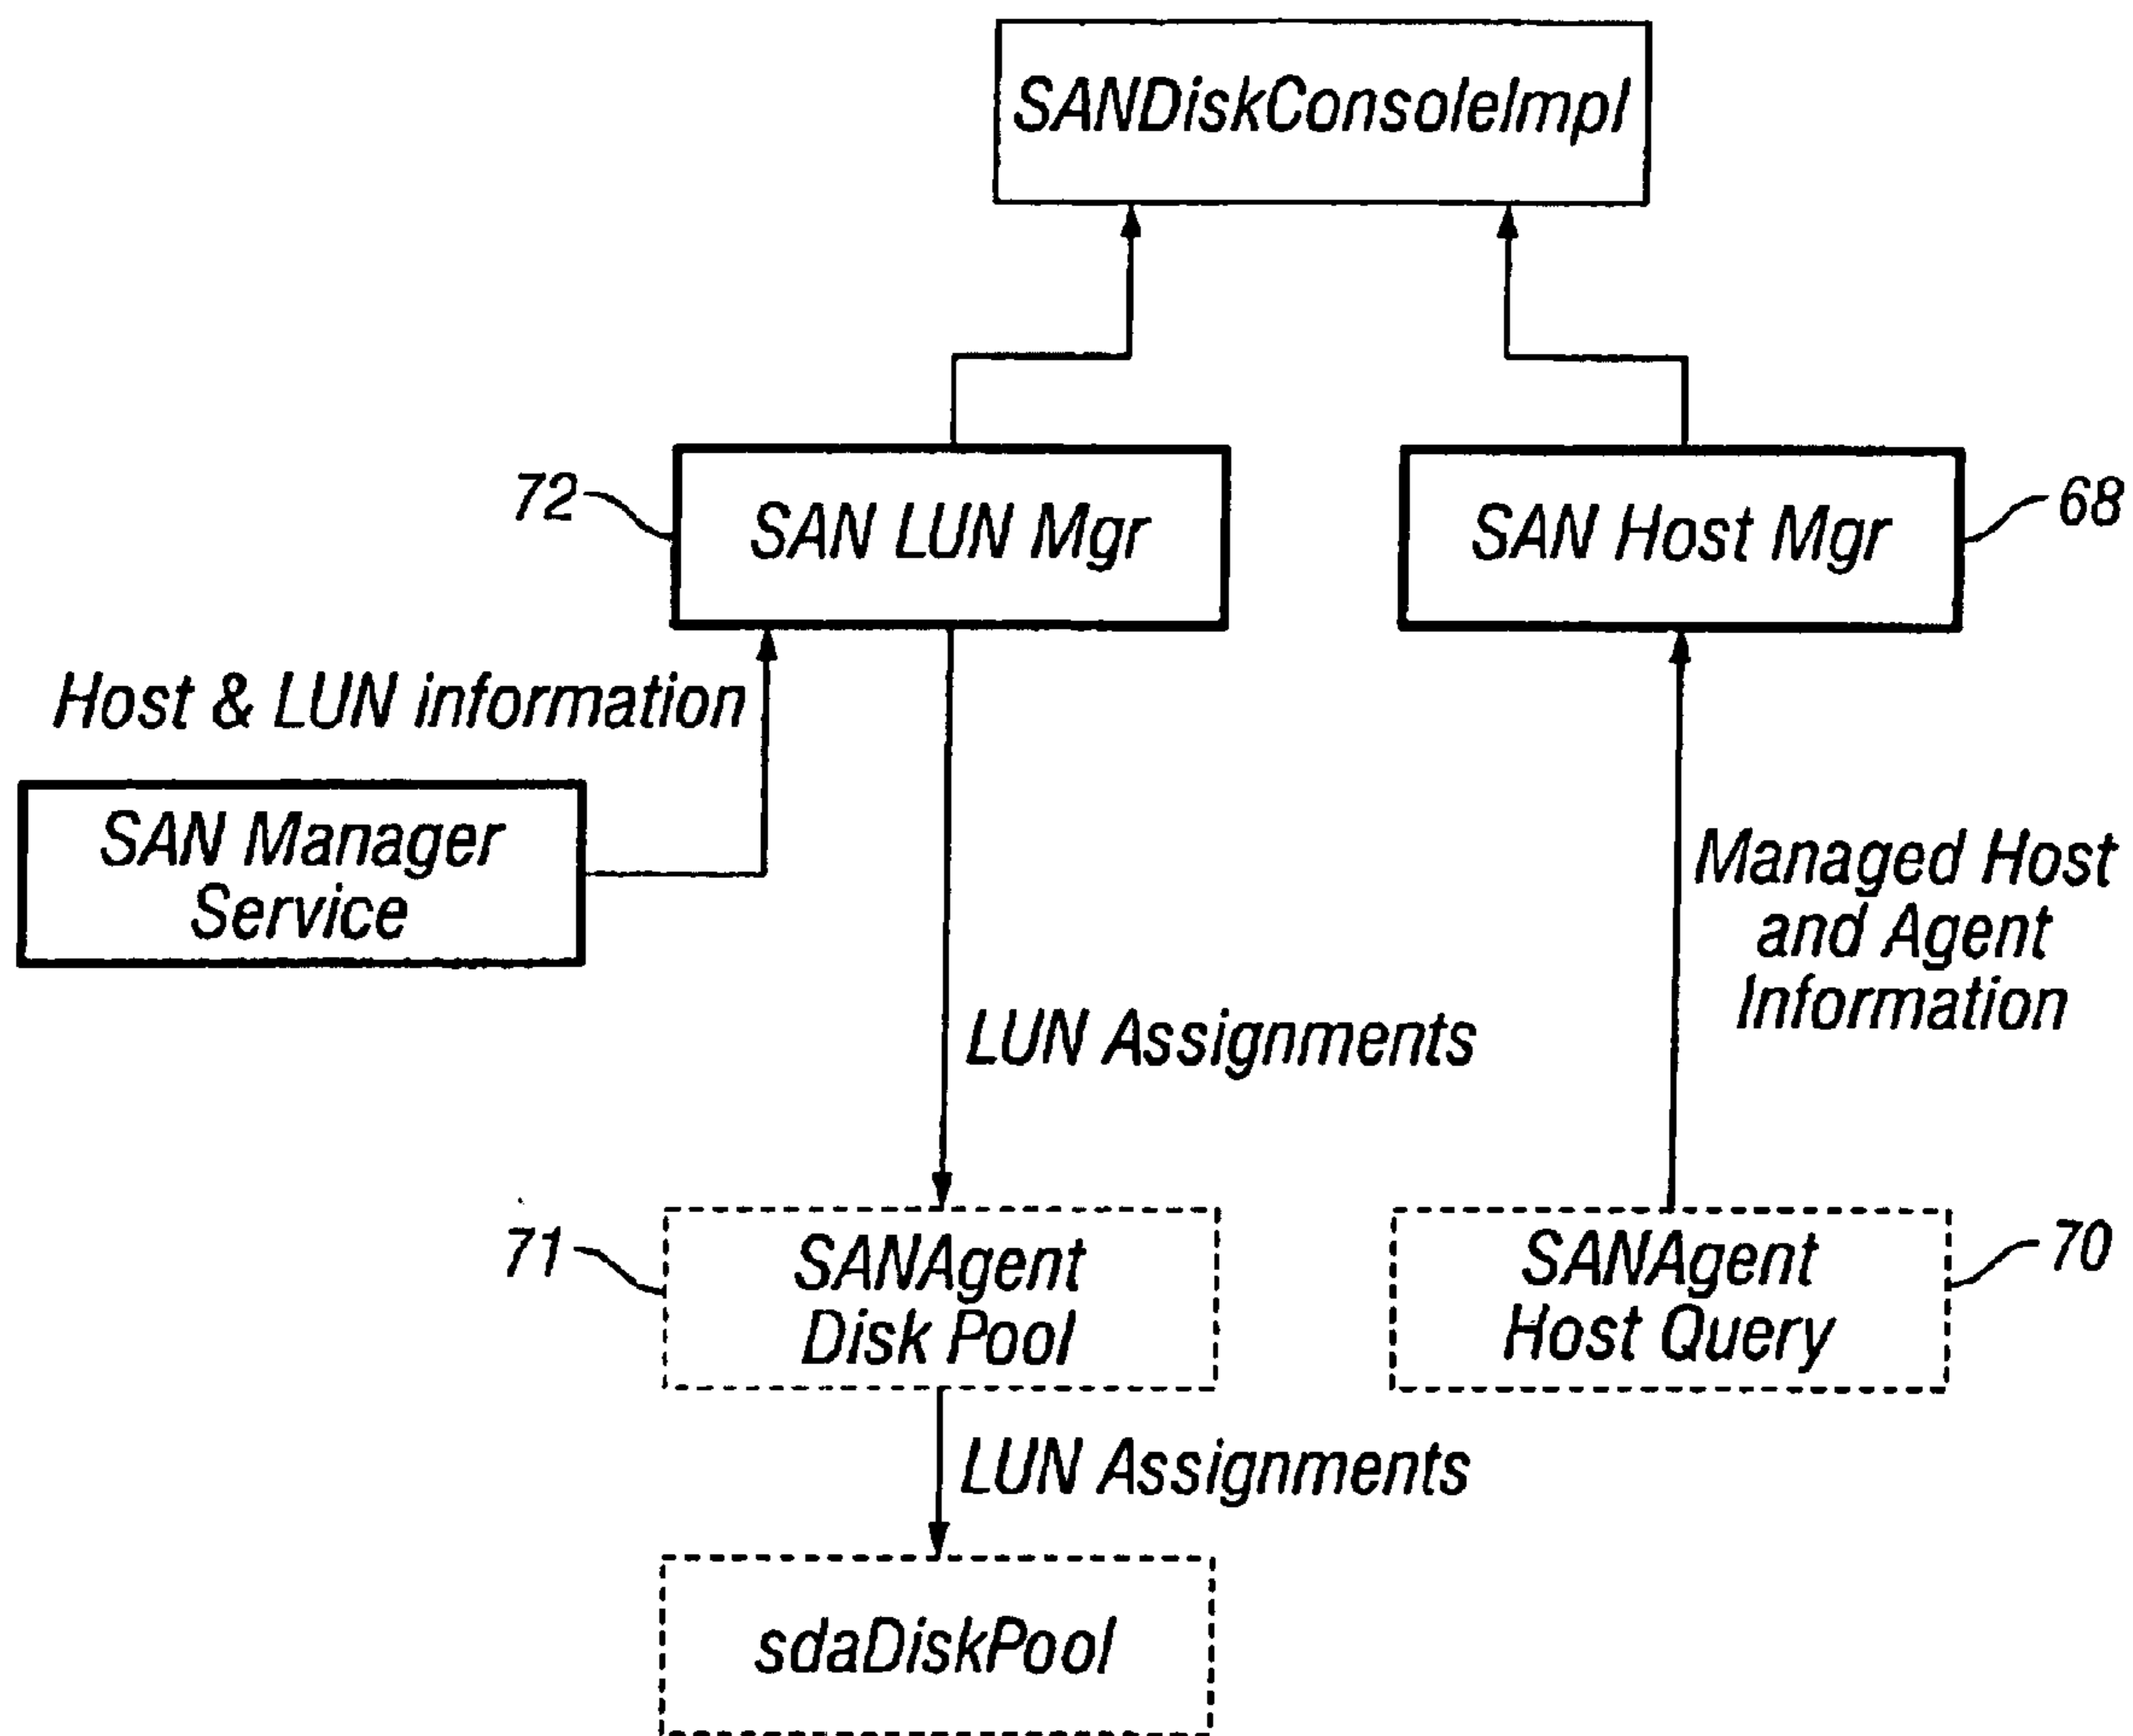 SANDiskConsoleImpl
72
SAN LUN Mgr
SAN Host Mgr
68
Host & LUN information
SAN Manager
Service
Managed Host
and Agent
Information
LUN Assignments
71
SANAgent
Disk Pool
SANAgent
Host Query
70
LUN Assignments
sdaDiskPool